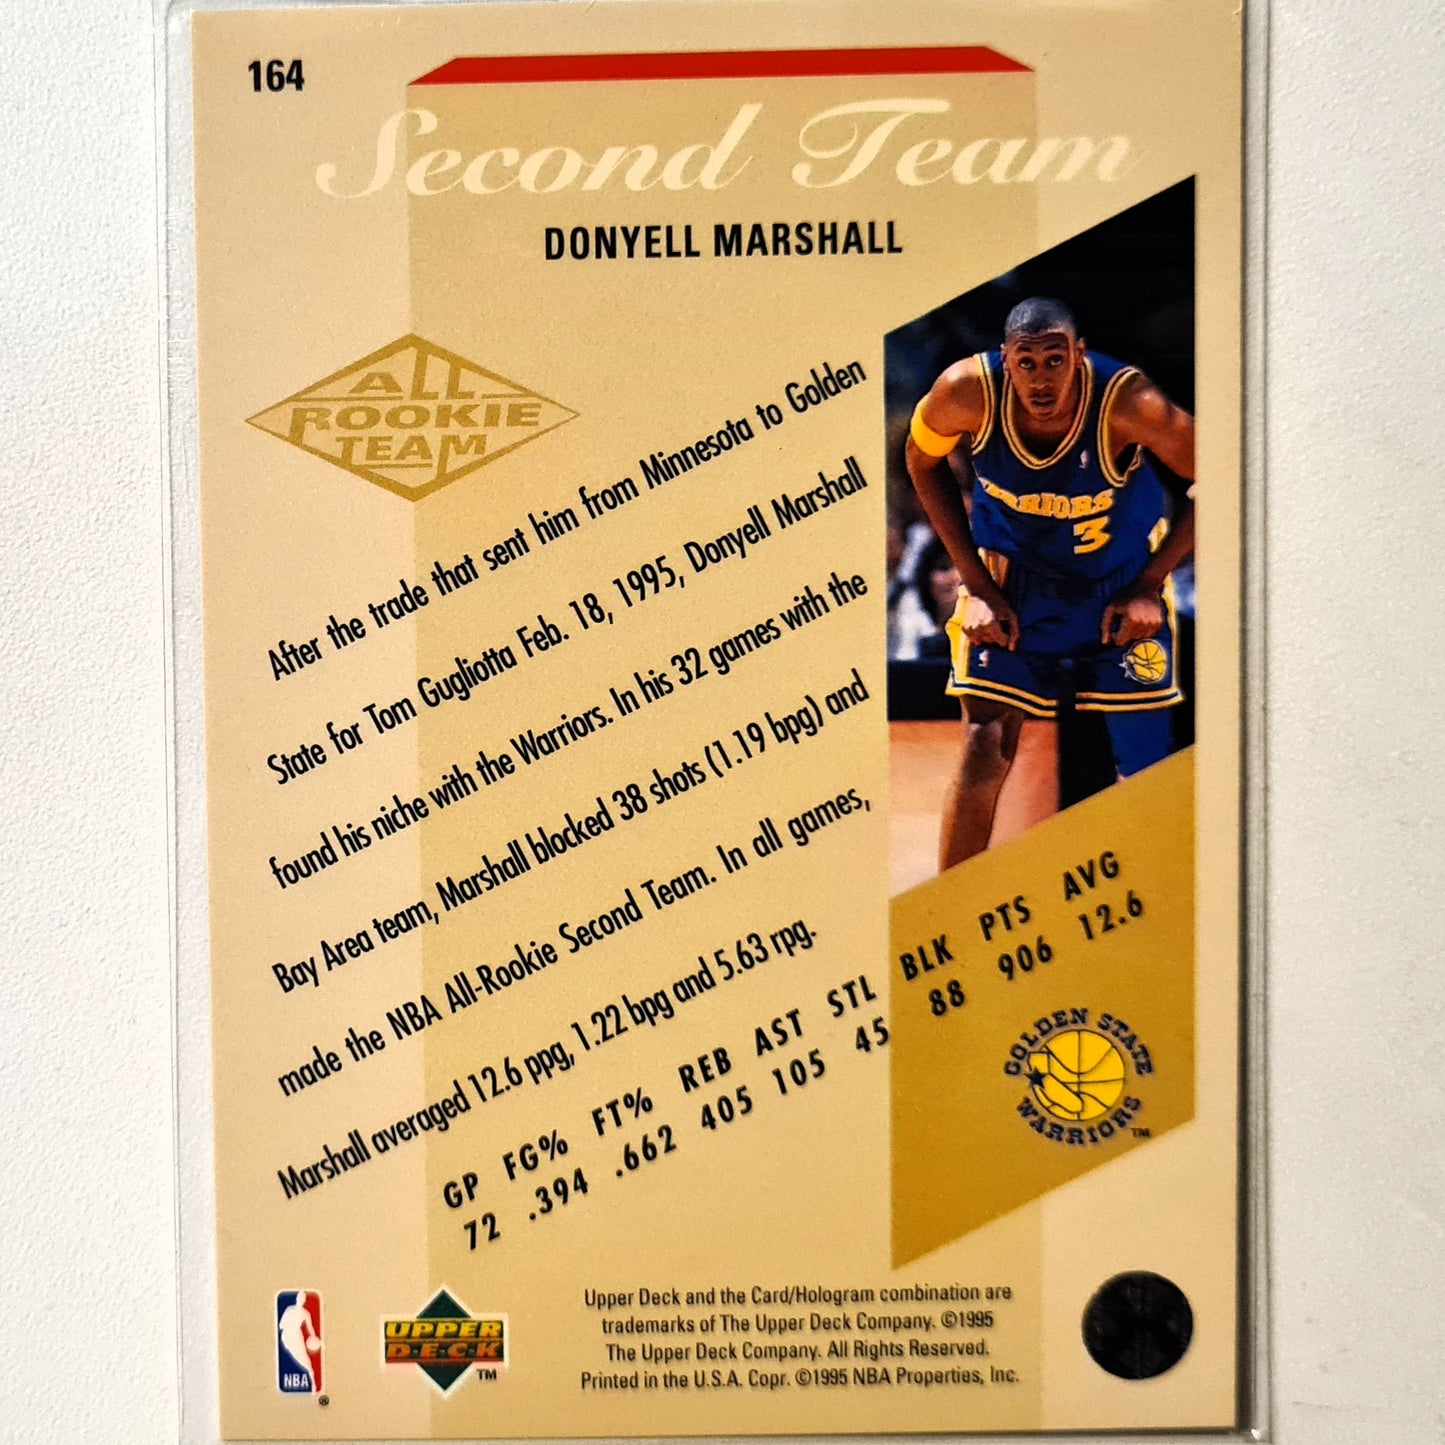 164
Second Team
DONYELL MARSHALL
ALL
ROOKIE
TEAM
After the trade that sent him from Minnesota to Golden
State for Tom Gugliotta Feb. 18, 1995, Donyell Marshall
found his niche with the Warriors. In his 32 games with the
Bay Area team, Marshall blocked 38 shots (1.19 bpg) and
made the NBA All-Rookie Second Team. In all games,
Marshall averaged 12.6 ppg, 1.22 bpg and 5.63 rpg.
GP FG% FT% REB AST STL BLK PTS AVG
72 .394 .662 405 105 45 88 906 12.6
WARRIORS
3
GOLDEN STATE
WARRIORS™
NBA®
UPPER
D·E·C·K™
Upper Deck and the Card/Hologram combination are
trademarks of The Upper Deck Company. ©1995
The Upper Deck Company. All Rights Reserved.
Printed in the U.S.A. Copr. ©1995 NBA Properties, Inc.